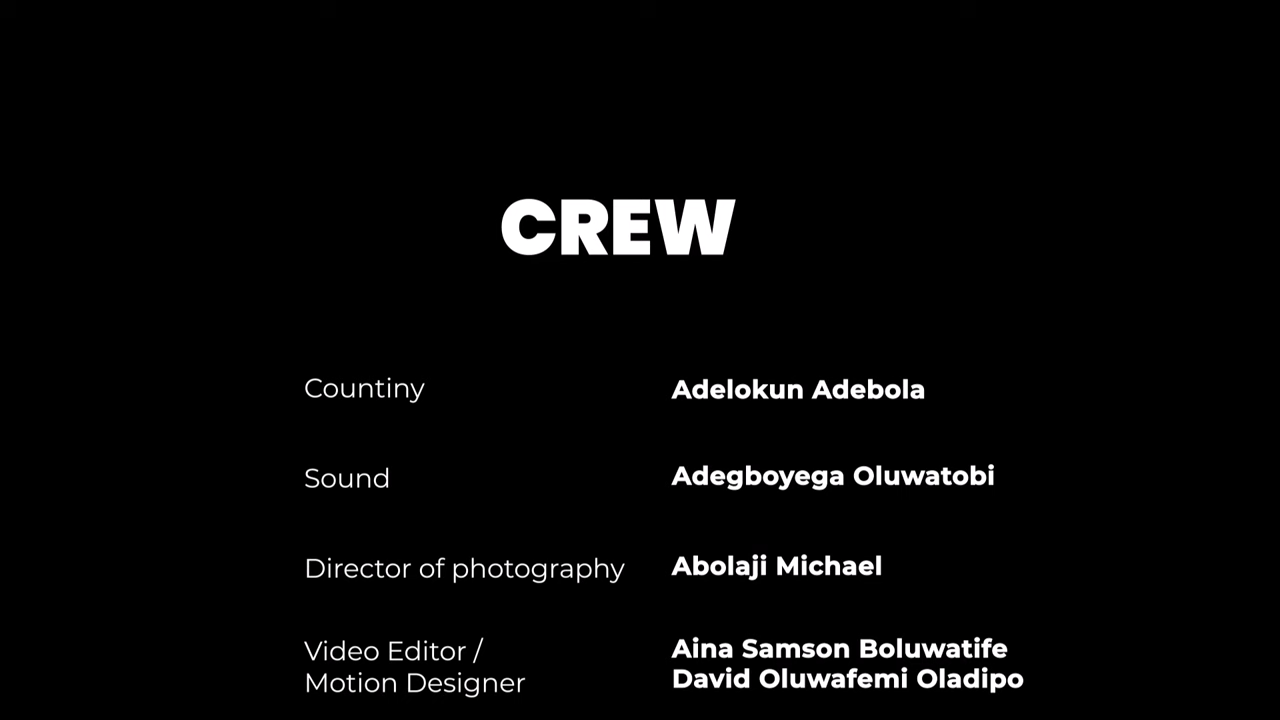 CREW
Countiny Adelokun Adebola
Sound Adegboyega Oluwatobi
Director of photography Abolaji Michael
Video Editor / Aina Samson Boluwatife
Motion Designer David Oluwafemi Oladipo